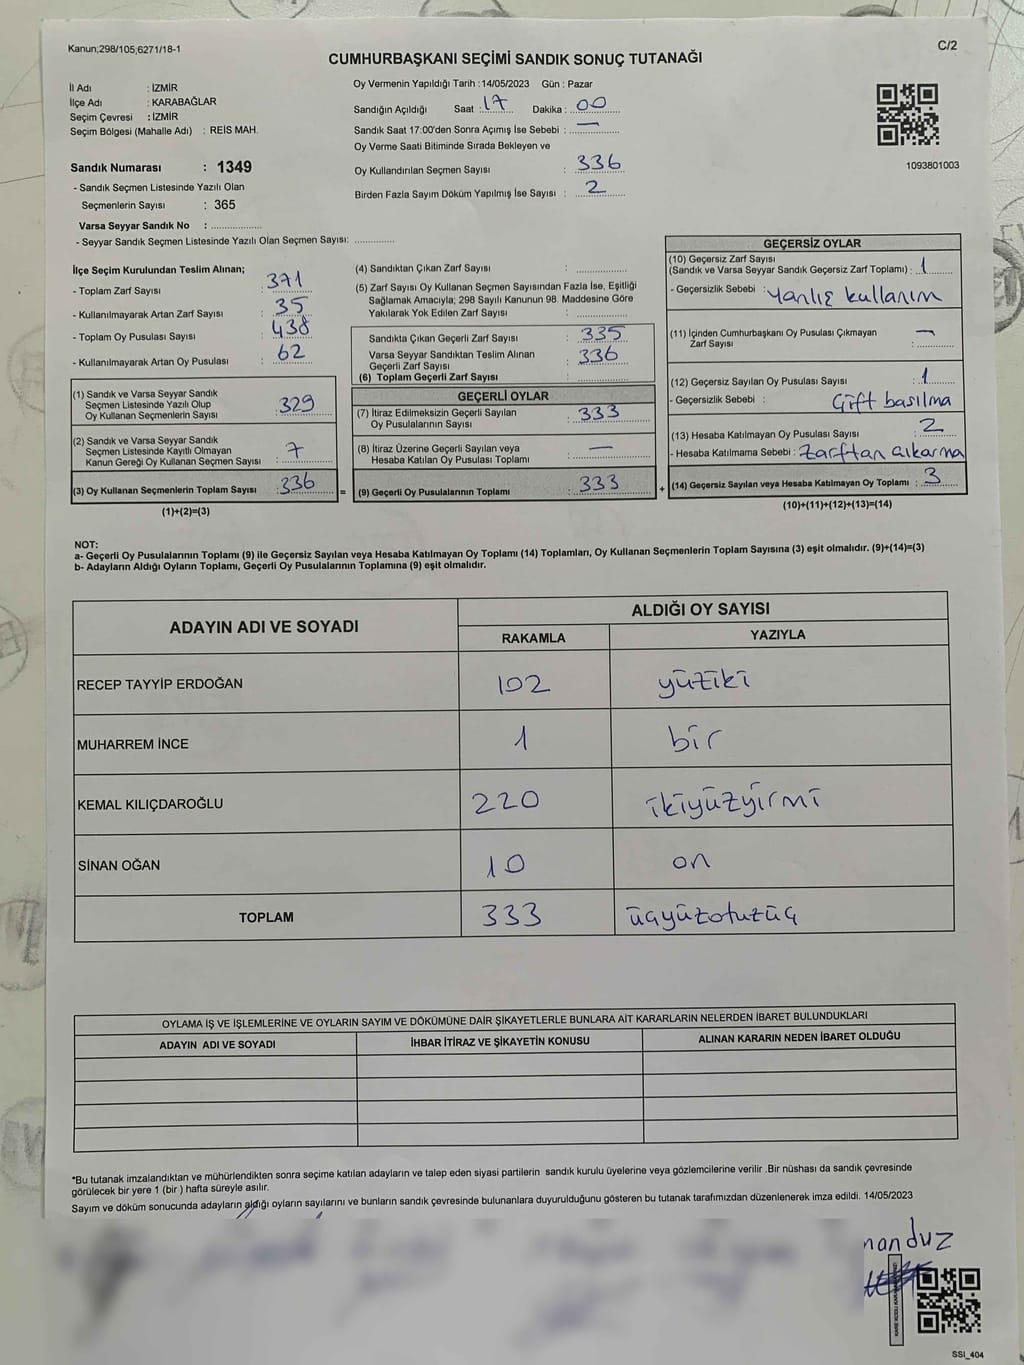 Kanun;298/105;6271/18-1
C/2
CUMHURBAŞKANI SEÇİMİ SANDIK SONUÇ TUTANAĞI
İl Adı : İZMİR
İlçe Adı : KARABAĞLAR
Seçim Çevresi : İZMİR
Seçim Bölgesi (Mahalle Adı) : REİS MAH.
Sandık Numarası : 1349
- Sandık Seçmen Listesinde Yazılı Olan
Seçmenlerin Sayısı : 365
Varsa Seyyar Sandık No :
- Seyyar Sandık Seçmen Listesinde Yazılı Olan Seçmen Sayısı:
Oy Vermenin Yapıldığı Tarih :14/05/2023 Gün : Pazar
Sandığın Açıldığı Saat : 17 Dakika : 00
Sandık Saat 17:00'den Sonra Açımış İse Sebebi : —
Oy Verme Saati Bitiminde Sırada Bekleyen ve
Oy Kullandırılan Seçmen Sayısı : 336
Birden Fazla Sayım Döküm Yapılmış İse Sayısı : 2
1093801003
İlçe Seçim Kurulundan Teslim Alınan;
- Toplam Zarf Sayısı : 371
- Kullanılmayarak Artan Zarf Sayısı : 35
- Toplam Oy Pusulası Sayısı : 438
- Kullanılmayarak Artan Oy Pusulası : 62
(1) Sandık ve Varsa Seyyar Sandık
Seçmen Listesinde Yazılı Olup
Oy Kullanan Seçmenlerin Sayısı : 329
(2) Sandık ve Varsa Seyyar Sandık
Seçmen Listesinde Kayıtlı Olmayan
Kanun Gereği Oy Kullanan Seçmen Sayısı : 7
(3) Oy Kullanan Seçmenlerin Toplam Sayısı : 336
(1)+(2)=(3)
(4) Sandıktan Çıkan Zarf Sayısı :
(5) Zarf Sayısı Oy Kullanan Seçmen Sayısından Fazla İse, Eşitliği
Sağlamak Amacıyla; 298 Sayılı Kanunun 98. Maddesine Göre
Yakılarak Yok Edilen Zarf Sayısı :
Sandıkta Çıkan Geçerli Zarf Sayısı : 335
Varsa Seyyar Sandıktan Teslim Alınan
Geçerli Zarf Sayısı : 336
(6) Toplam Geçerli Zarf Sayısı :
GEÇERLİ OYLAR
(7) İtiraz Edilmeksizin Geçerli Sayılan
Oy Pusulalarının Sayısı : 333
(8) İtiraz Üzerine Geçerli Sayılan veya
Hesaba Katılan Oy Pusulası Toplamı : —
= (9) Geçerli Oy Pusulalarının Toplamı : 333
GEÇERSİZ OYLAR
(10) Geçersiz Zarf Sayısı
(Sandık ve Varsa Seyyar Sandık Geçersiz Zarf Toplamı) : 1
- Geçersizlik Sebebi : Yanlış kullanım
(11) İçinden Cumhurbaşkanı Oy Pusulası Çıkmayan
Zarf Sayısı : —
(12) Geçersiz Sayılan Oy Pusulası Sayısı : 1
- Geçersizlik Sebebi : Çift basılma
(13) Hesaba Katılmayan Oy Pusulası Sayısı : 2
- Hesaba Katılmama Sebebi : Zarftan çıkarma
+ (14) Geçersiz Sayılan veya Hesaba Katılmayan Oy Toplamı : 3
(10)+(11)+(12)+(13)=(14)
NOT:
a- Geçerli Oy Pusulalarının Toplamı (9) ile Geçersiz Sayılan veya Hesaba Katılmayan Oy Toplamı (14) Toplamları, Oy Kullanan Seçmenlerin Toplam Sayısına (3) eşit olmalıdır. (9)+(14)=(3)
b- Adayların Aldığı Oyların Toplamı, Geçerli Oy Pusulalarının Toplamına (9) eşit olmalıdır.
ADAYIN ADI VE SOYADI ALDIĞI OY SAYISI
RAKAMLA YAZIYLA
RECEP TAYYİP ERDOĞAN 102 yüziki
MUHARREM İNCE 1 bir
KEMAL KILIÇDAROĞLU 220 ikiyüzyirmi
SİNAN OĞAN 10 on
TOPLAM 333 üçyüzotuzüç
OYLAMA İŞ VE İŞLEMLERİNE VE OYLARIN SAYIM VE DÖKÜMÜNE DAİR ŞİKAYETLERLE BUNLARA AİT KARARLARIN NELERDEN İBARET BULUNDUKLARI
ADAYIN ADI VE SOYADI İHBAR İTİRAZ VE ŞİKAYETİN KONUSU ALINAN KARARIN NEDEN İBARET OLDUĞU
*Bu tutanak imzalandıktan ve mühürlendikten sonra seçime katılan adayların ve talep eden siyasi partilerin sandık kurulu üyelerine veya gözlemcilerine verilir .Bir nüshası da sandık çevresinde
görülecek bir yere 1 (bir ) hafta süreyle asılır.
Sayım ve döküm sonucunda adayların aldığı oyların sayılarını ve bunların sandık çevresinde bulunanlara duyurulduğunu gösteren bu tutanak tarafımızdan düzenlenerek imza edildi. 14/05/2023
nanduz
SSI_404